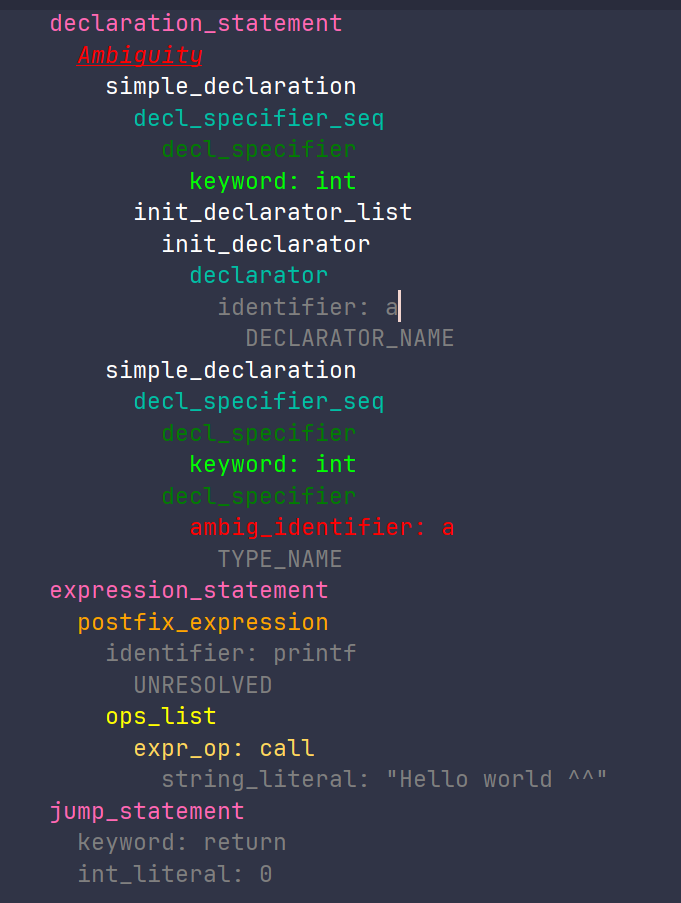 declaration_statement
Ambiguity
simple_declaration
decl_specifier_seq
decl_specifier
keyword: int
init_declarator_list
init_declarator
declarator
identifier: a
DECLARATOR_NAME
simple_declaration
decl_specifier_seq
decl_specifier
keyword: int
decl_specifier
ambig_identifier: a
TYPE_NAME
expression_statement
postfix_expression
identifier: printf
UNRESOLVED
ops_list
expr_op: call
string_literal: "Hello world ^^"
jump_statement
keyword: return
int_literal: 0